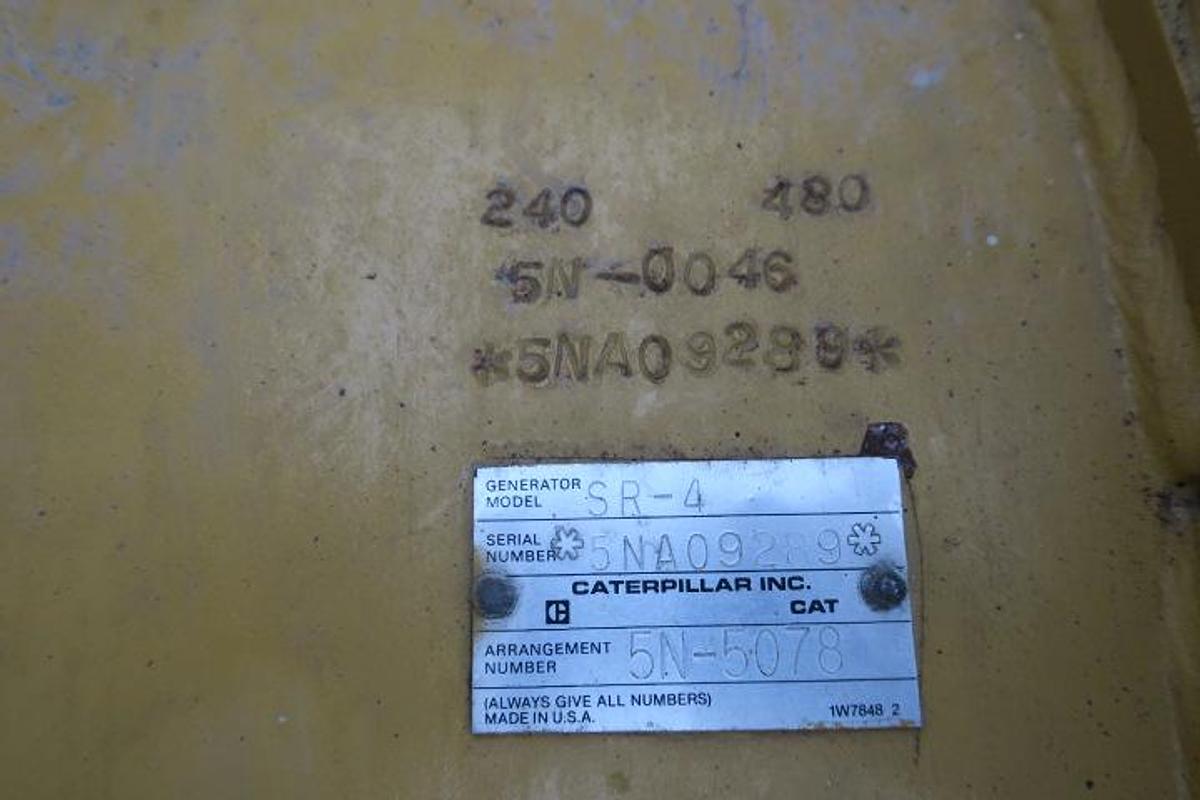 240 480
5N-0046
*5NA09289*
GENERATOR MODEL SR-4
SERIAL NUMBER *5NA09289*
CATERPILLAR INC.
C CAT
ARRANGEMENT NUMBER 5N-5078
(ALWAYS GIVE ALL NUMBERS)
MADE IN U.S.A. 1W7848 2